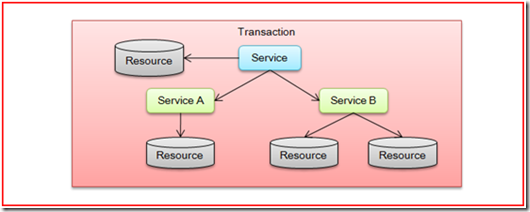 Transaction
Resource
Service
Service A
Service B
Resource
Resource
Resource